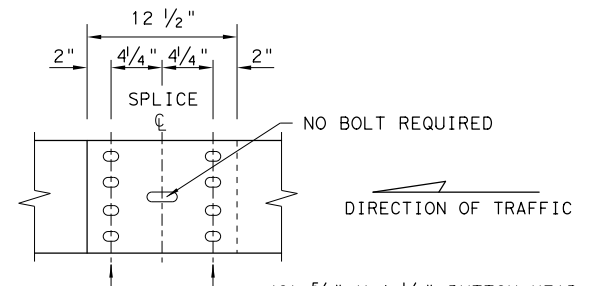 12 1/2"
2" 4 1/4" 4 1/4" 2"
SPLICE
℄
NO BOLT REQUIRED
DIRECTION OF TRAFFIC